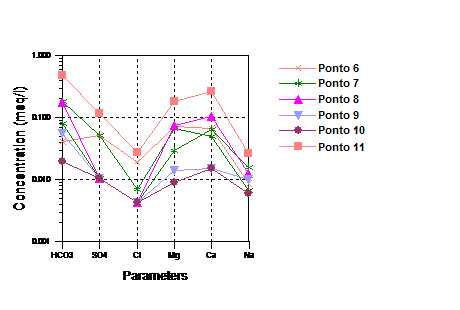 1.000
0.100
0.010
0.001
Concentration (meq/l)
HCO3 SO4 Cl Mg Ca Na
Parameters
Ponto 6
Ponto 7
Ponto 8
Ponto 9
Ponto 10
Ponto 11